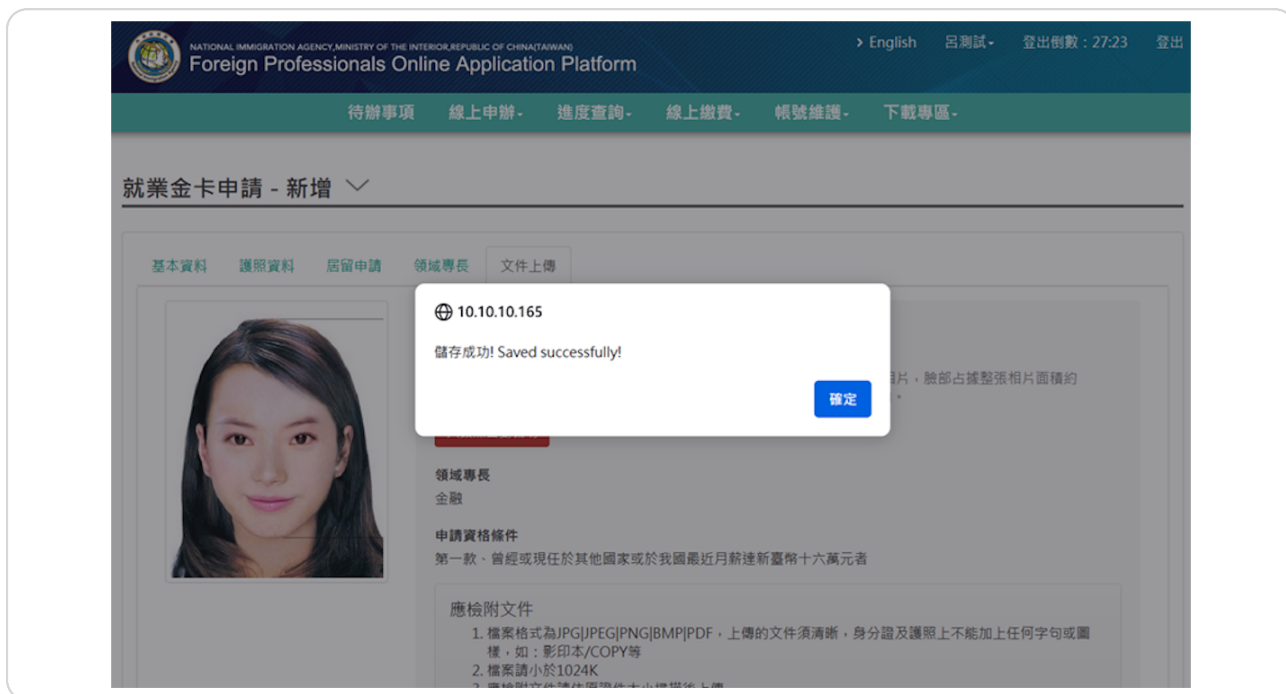 NATIONAL IMMIGRATION AGENCY,MINISTRY OF THE INTERIOR,REPUBLIC OF CHINA(TAIWAN)
Foreign Professionals Online Application Platform
English 呂測試 登出倒數：27:23 登出
待辦事項 線上申辦 進度查詢 線上繳費 帳號維護 下載專區
就業金卡申請 - 新增
基本資料 護照資料 居留申請 領域專長 文件上傳
10.10.10.165
儲存成功! Saved successfully!
片，臉部占據整張相片面積約
確定
領域專長
金融
申請資格條件
第一款、曾經或現任於其他國家或於我國最近月薪達新臺幣十六萬元者
應檢附文件
1. 檔案格式為JPG|JPEG|PNG|BMP|PDF，上傳的文件須清晰，身分證及護照上不能加上任何字句或圖
樣，如：影印本/COPY等
2. 檔案請小於1024K